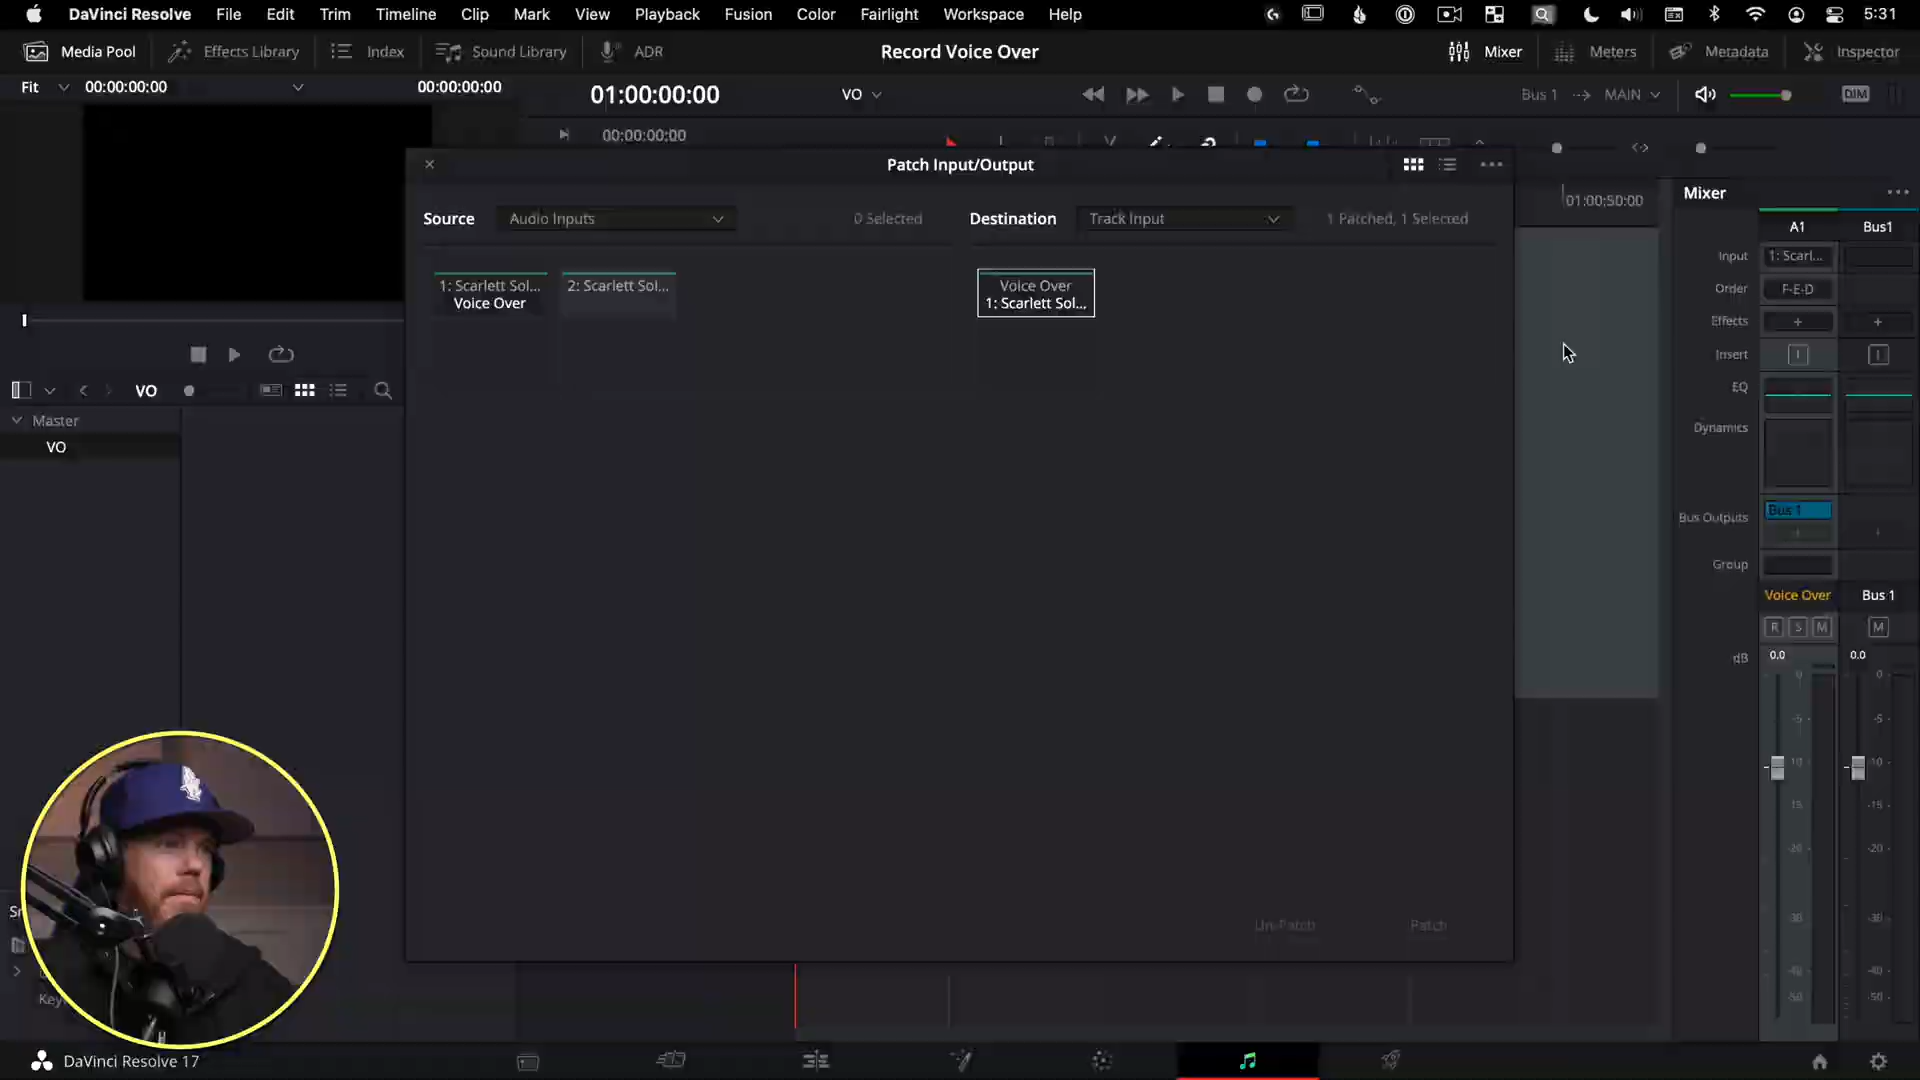 DaVinci Resolve File Edit Trim Timeline Clip Mark View Playback Fusion Color Fairlight Workspace Help 5:31
Media Pool Effects Library Index Sound Library ADR Record Voice Over Mixer Meters Metadata Inspector
Fit 00:00:00:00 00:00:00:00 01:00:00:00 VO Bus 1 MAIN DIM
00:00:00:00
Patch Input/Output
Source Audio Inputs 0 Selected Destination Track Input 1 Patched, 1 Selected
1: Scarlett Sol...
Voice Over
2: Scarlett Sol...
Voice Over
1: Scarlett Sol...
Un-Patch Patch
01:00:50:00
VO
Master
VO
Mixer
A1 Bus1
Input 1: Scarl...
Order F-E-D
Effects + +
Insert I I
EQ
Dynamics
Bus Outputs Bus 1
+ +
Group
Voice Over Bus 1
R S M M
dB 0.0 0.0
0 0
-5 -5
-10 -10
-15 -15
-20 -20
-30 -30
-40 -40
-50 -50
DaVinci Resolve 17